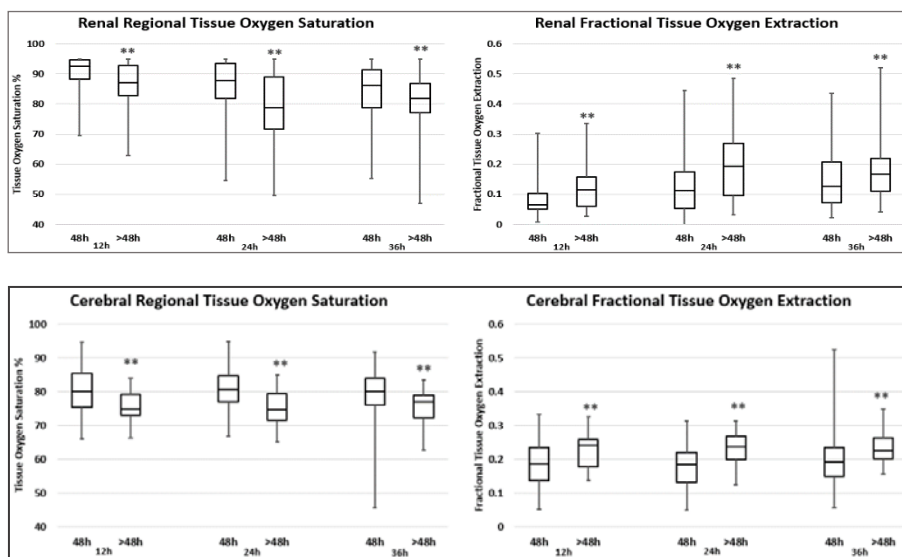 Renal Regional Tissue Oxygen Saturation
Tissue Oxygen Saturation %
100
90
80
70
60
50
40
** ** **
48h >48h 48h >48h 48h >48h
12h 24h 36h
Renal Fractional Tissue Oxygen Extraction
Fractional Tissue Oxygen Extraction
0.6
0.5
0.4
0.3
0.2
0.1
0
** ** **
48h >48h 48h >48h 48h >48h
12h 24h 36h
Cerebral Regional Tissue Oxygen Saturation
Tissue Oxygen Saturation %
100
90
80
70
60
50
40
** ** **
48h >48h 48h >48h 48h >48h
12h 24h 36h
Cerebral Fractional Tissue Oxygen Extraction
Fractional Tissue Oxygen Extraction
0.6
0.5
0.4
0.3
0.2
0.1
0
** ** **
48h >48h 48h >48h 48h >48h
12h 24h 36h